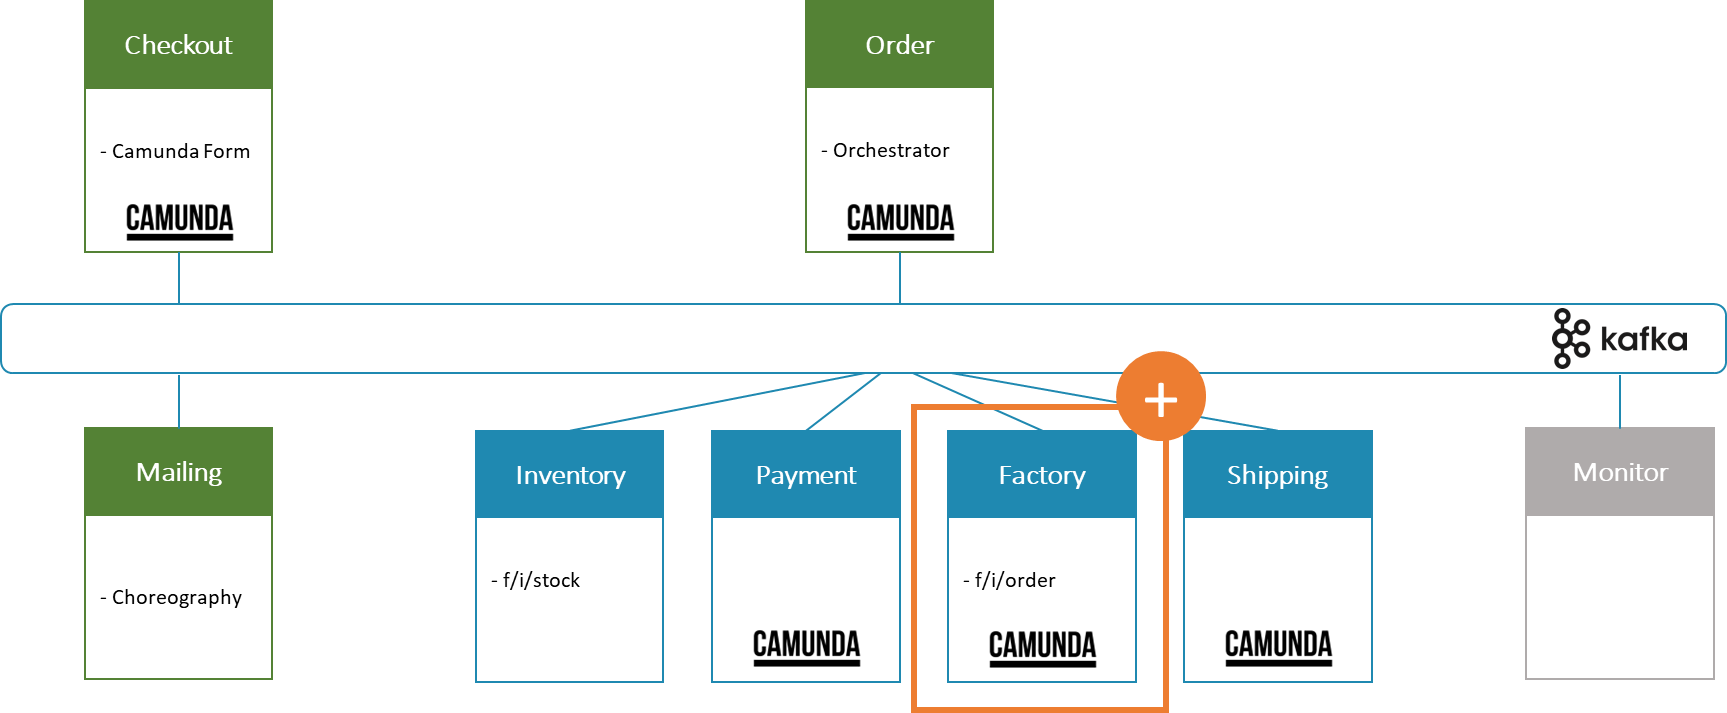 Checkout
- Camunda Form
CAMUNDA
Order
- Orchestrator
CAMUNDA
kafka
+
Mailing
- Choreography
Inventory
- f/i/stock
Payment
CAMUNDA
Factory
- f/i/order
CAMUNDA
Shipping
CAMUNDA
Monitor